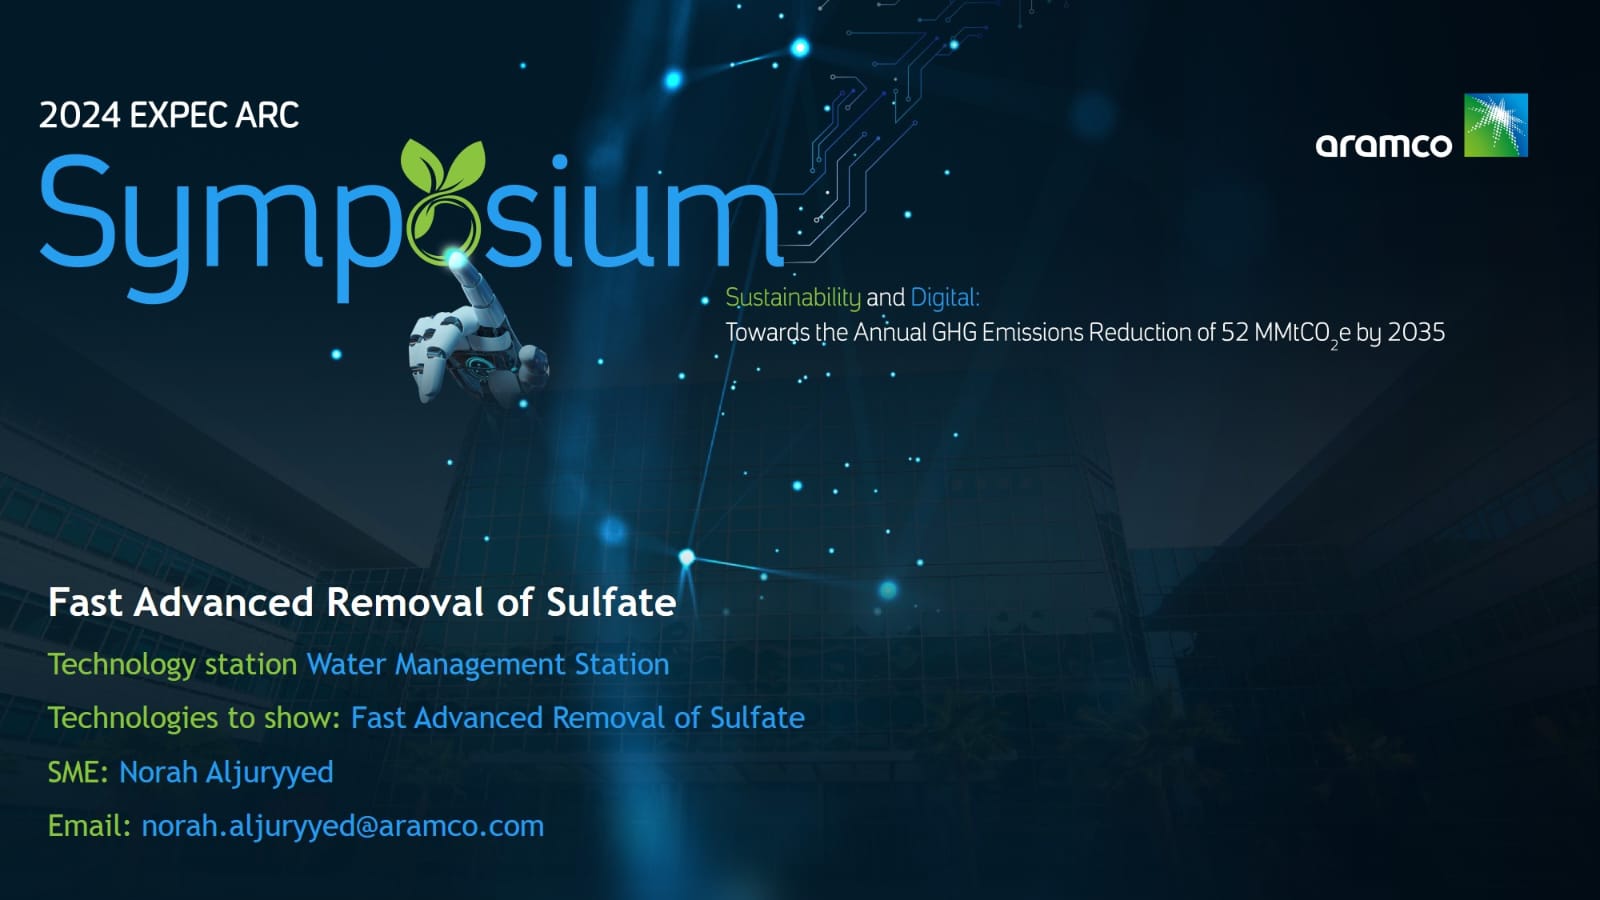 2024 EXPEC ARC
Symposium
aramco
Sustainability and Digital:
Towards the Annual GHG Emissions Reduction of 52 MMtCO₂e by 2035
Fast Advanced Removal of Sulfate
Technology station Water Management Station
Technologies to show: Fast Advanced Removal of Sulfate
SME: Norah Aljuryyed
Email: norah.aljuryyed@aramco.com